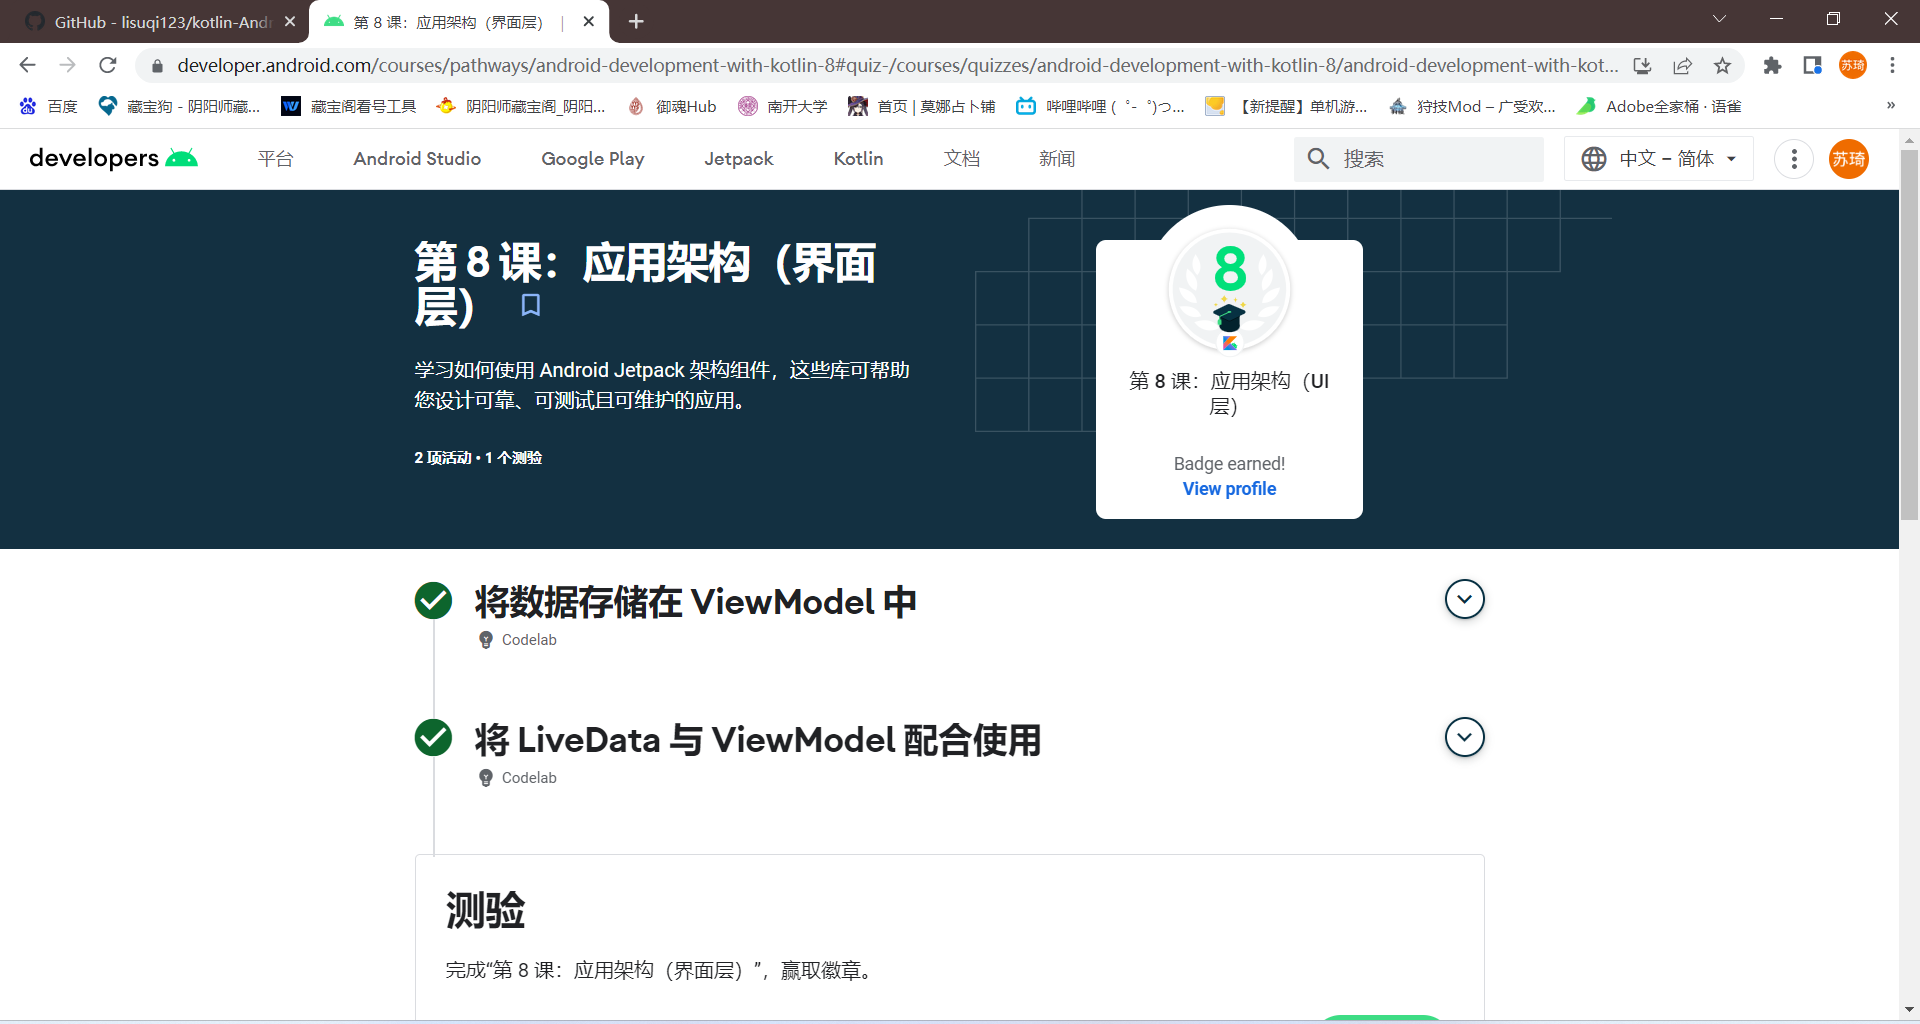 GitHub - lisuqi123/kotlin-Andr
第 8 课：应用架构（界面层） |
developer.android.com/courses/pathways/android-development-with-kotlin-8#quiz-/courses/quizzes/android-development-with-kotlin-8/android-development-with-kot...
苏琦
百度
藏宝狗 - 阴阳师藏...
藏宝阁看号工具
阴阳师藏宝阁_阴阳...
御魂Hub
南开大学
首页 | 莫娜占卜铺
哔哩哔哩 (゜-゜)つ...
【新提醒】单机游...
狩技Mod – 广受欢...
Adobe全家桶 · 语雀
»
developers
平台
Android Studio
Google Play
Jetpack
Kotlin
文档
新闻
搜索
中文 – 简体
苏琦
第 8 课：应用架构（界面
层）
学习如何使用 Android Jetpack 架构组件，这些库可帮助
您设计可靠、可测试且可维护的应用。
2 项活动 • 1 个测验
8
第 8 课：应用架构（UI
层）
Badge earned!
View profile
将数据存储在 ViewModel 中
Codelab
将 LiveData 与 ViewModel 配合使用
Codelab
测验
完成“第 8 课：应用架构（界面层）”，赢取徽章。